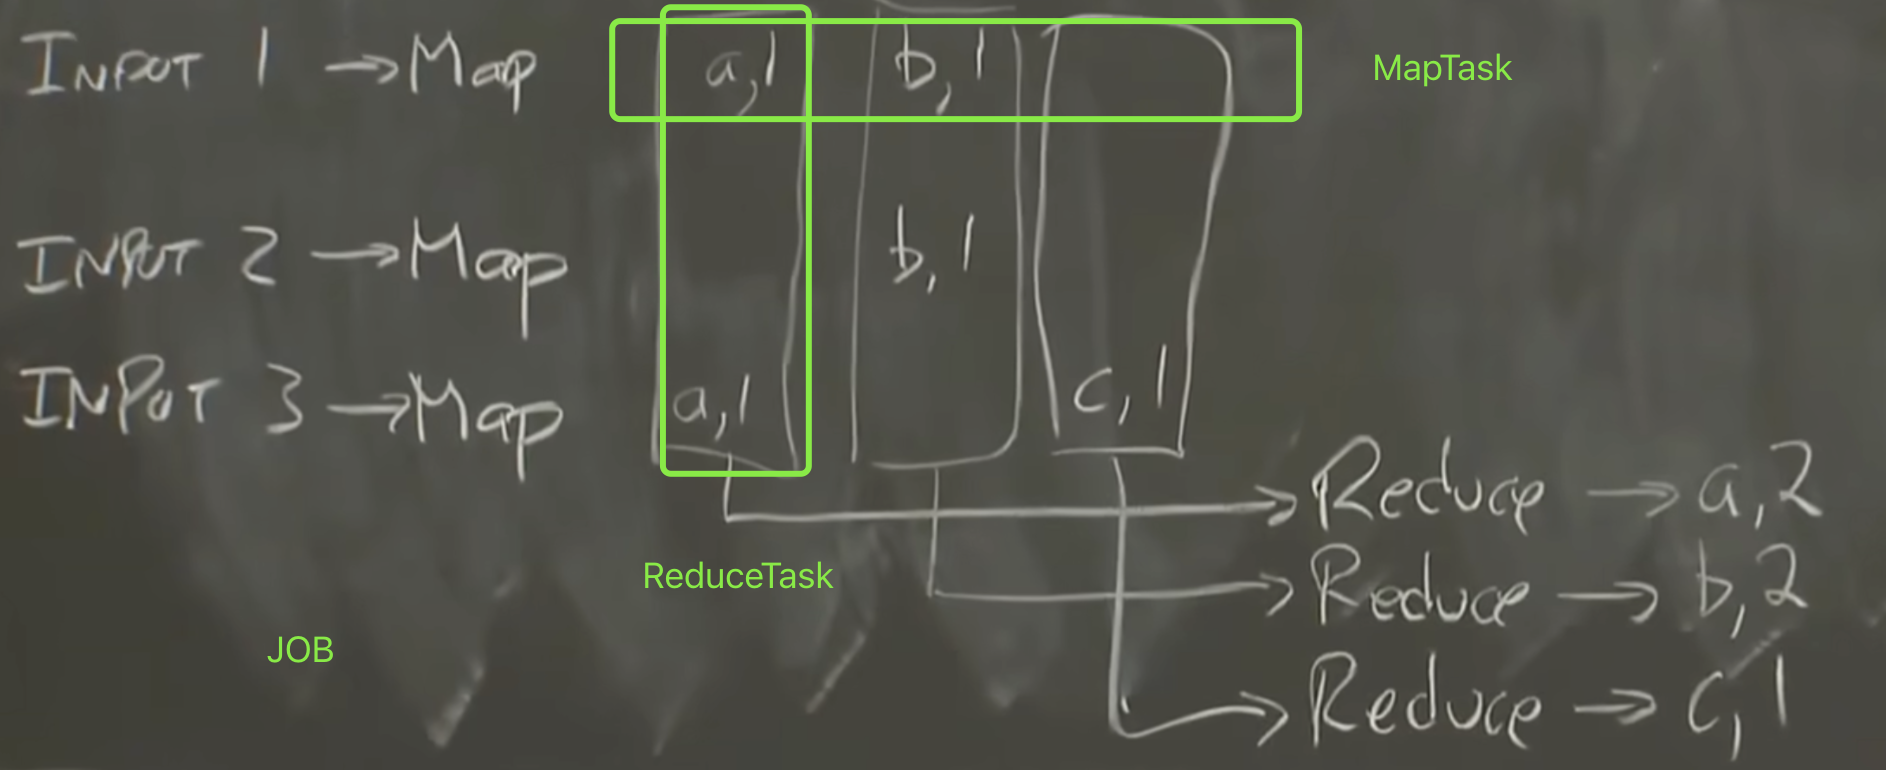 INPUT 1 → Map a,1 b,1 MapTask
INPUT 2 → Map b,1
INPUT 3 → Map a,1 c,1
Reduce → a,2
ReduceTask
Reduce → b,2
JOB
Reduce → c,1